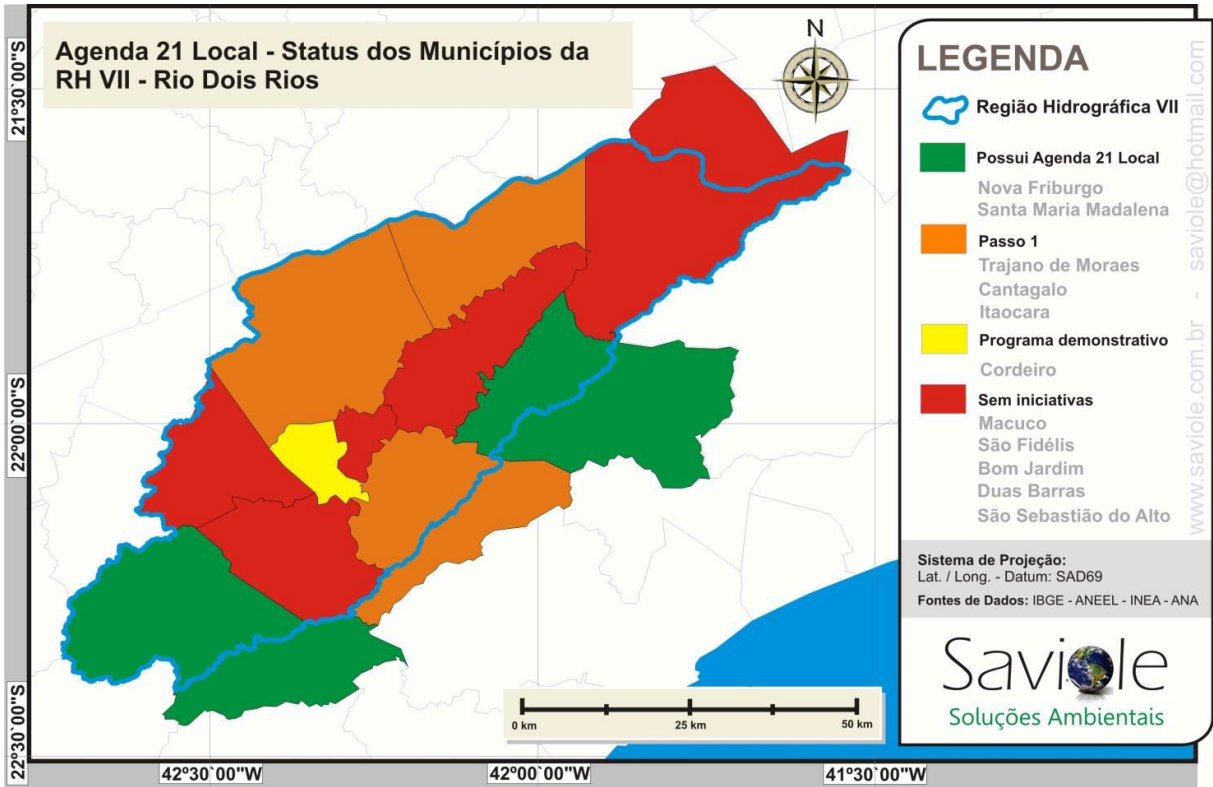 Agenda 21 Local - Status dos Municípios da
RH VII - Rio Dois Rios
N
LEGENDA
Região Hidrográfica VII
Possui Agenda 21 Local
Nova Friburgo
Santa Maria Madalena
Passo 1
Trajano de Moraes
Cantagalo
Itaocara
Programa demonstrativo
Cordeiro
Sem iniciativas
Macuco
São Fidélis
Bom Jardim
Duas Barras
São Sebastião do Alto
Sistema de Projeção:
Lat. / Long. - Datum: SAD69
Fontes de Dados: IBGE - ANEEL - INEA - ANA
Saviole
Soluções Ambientais
www.saviole.com.br - saviole@hotmail.com
21°30`00"S
22°00`00"S
22°30`00"S
0 km 25 km 50 km
42°30`00"W 42°00`00"W 41°30`00"W